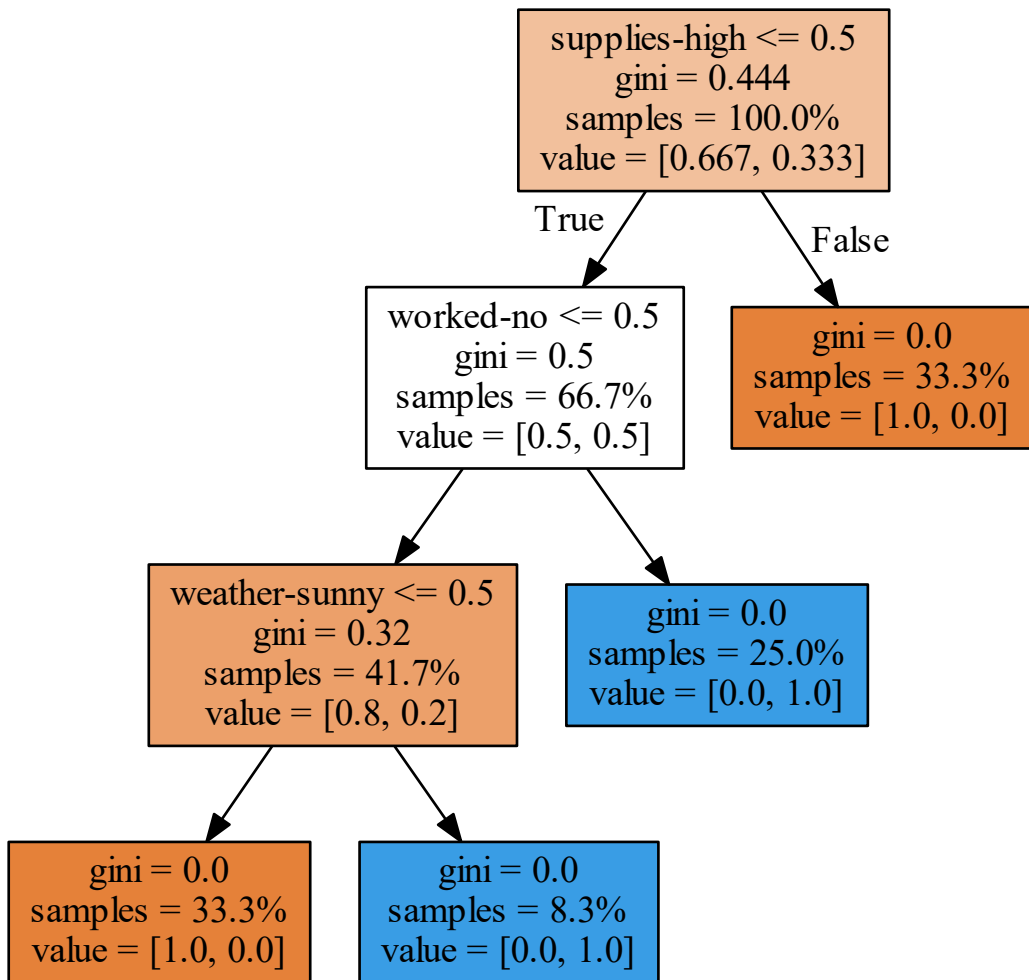 supplies-high <= 0.5
gini = 0.444
samples = 100.0%
value = [0.667, 0.333]
True
False
worked-no <= 0.5
gini = 0.5
samples = 66.7%
value = [0.5, 0.5]
gini = 0.0
samples = 33.3%
value = [1.0, 0.0]
weather-sunny <= 0.5
gini = 0.32
samples = 41.7%
value = [0.8, 0.2]
gini = 0.0
samples = 25.0%
value = [0.0, 1.0]
gini = 0.0
samples = 33.3%
value = [1.0, 0.0]
gini = 0.0
samples = 8.3%
value = [0.0, 1.0]